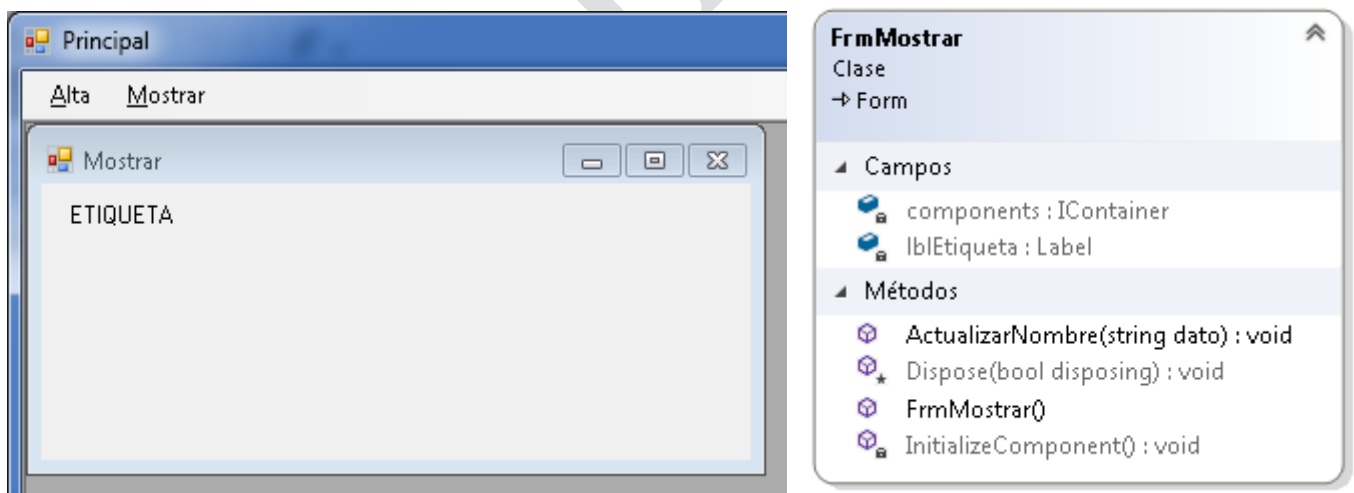 Principal
Alta Mostrar
Mostrar
ETIQUETA
FrmMostrar
Clase
Form
Campos
components : IContainer
lblEtiqueta : Label
Métodos
ActualizarNombre(string dato) : void
Dispose(bool disposing) : void
FrmMostrar()
InitializeComponent() : void